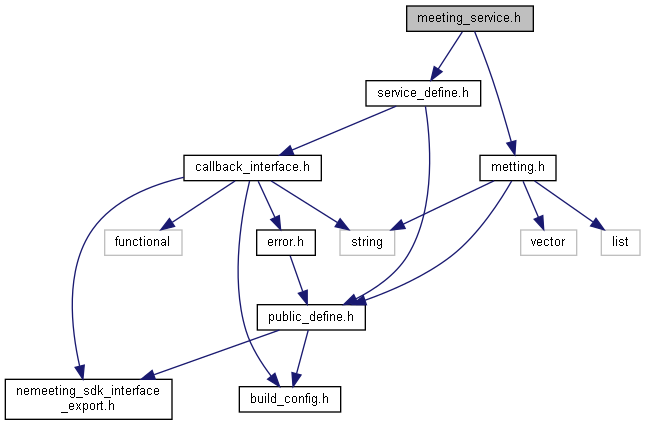 meeting_service.h
service_define.h
callback_interface.h
metting.h
functional
error.h
string
vector
list
public_define.h
nemeeting_sdk_interface
_export.h
build_config.h